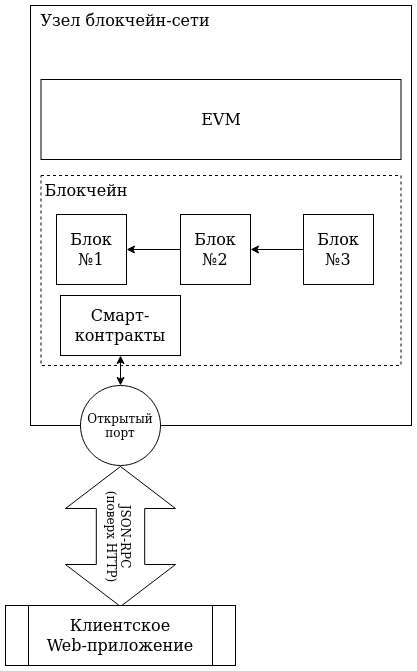 Узел блокчейн-сети
EVM
Блокчейн
Блок
№1
Блок
№2
Блок
№3
Смарт-
контракты
Открытый
порт
JSON-RPC
(поверх HTTP)
Клиентское
Web-приложение